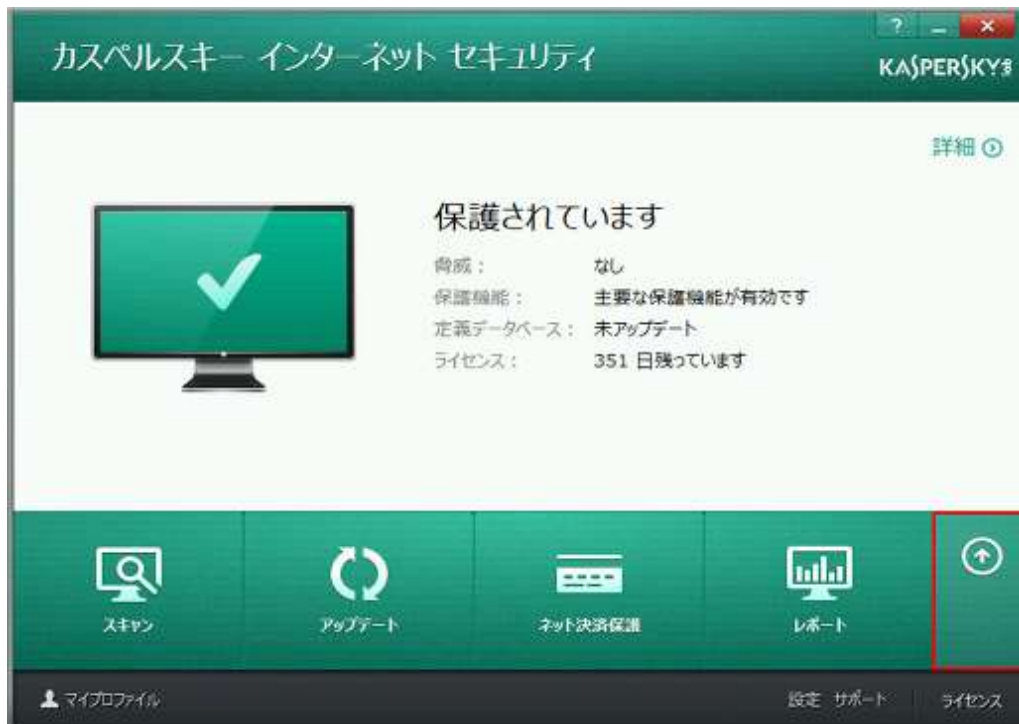 カスペルスキー インターネット セキュリティ
? _ ×
KASPERSKY lab
詳細
保護されています
脅威： なし
保護機能： 主要な保護機能が有効です
定義データベース： 未アップデート
ライセンス： 351 日残っています
スキャン
アップデート
ネット決済保護
レポート
マイプロファイル
設定 サポート ライセンス